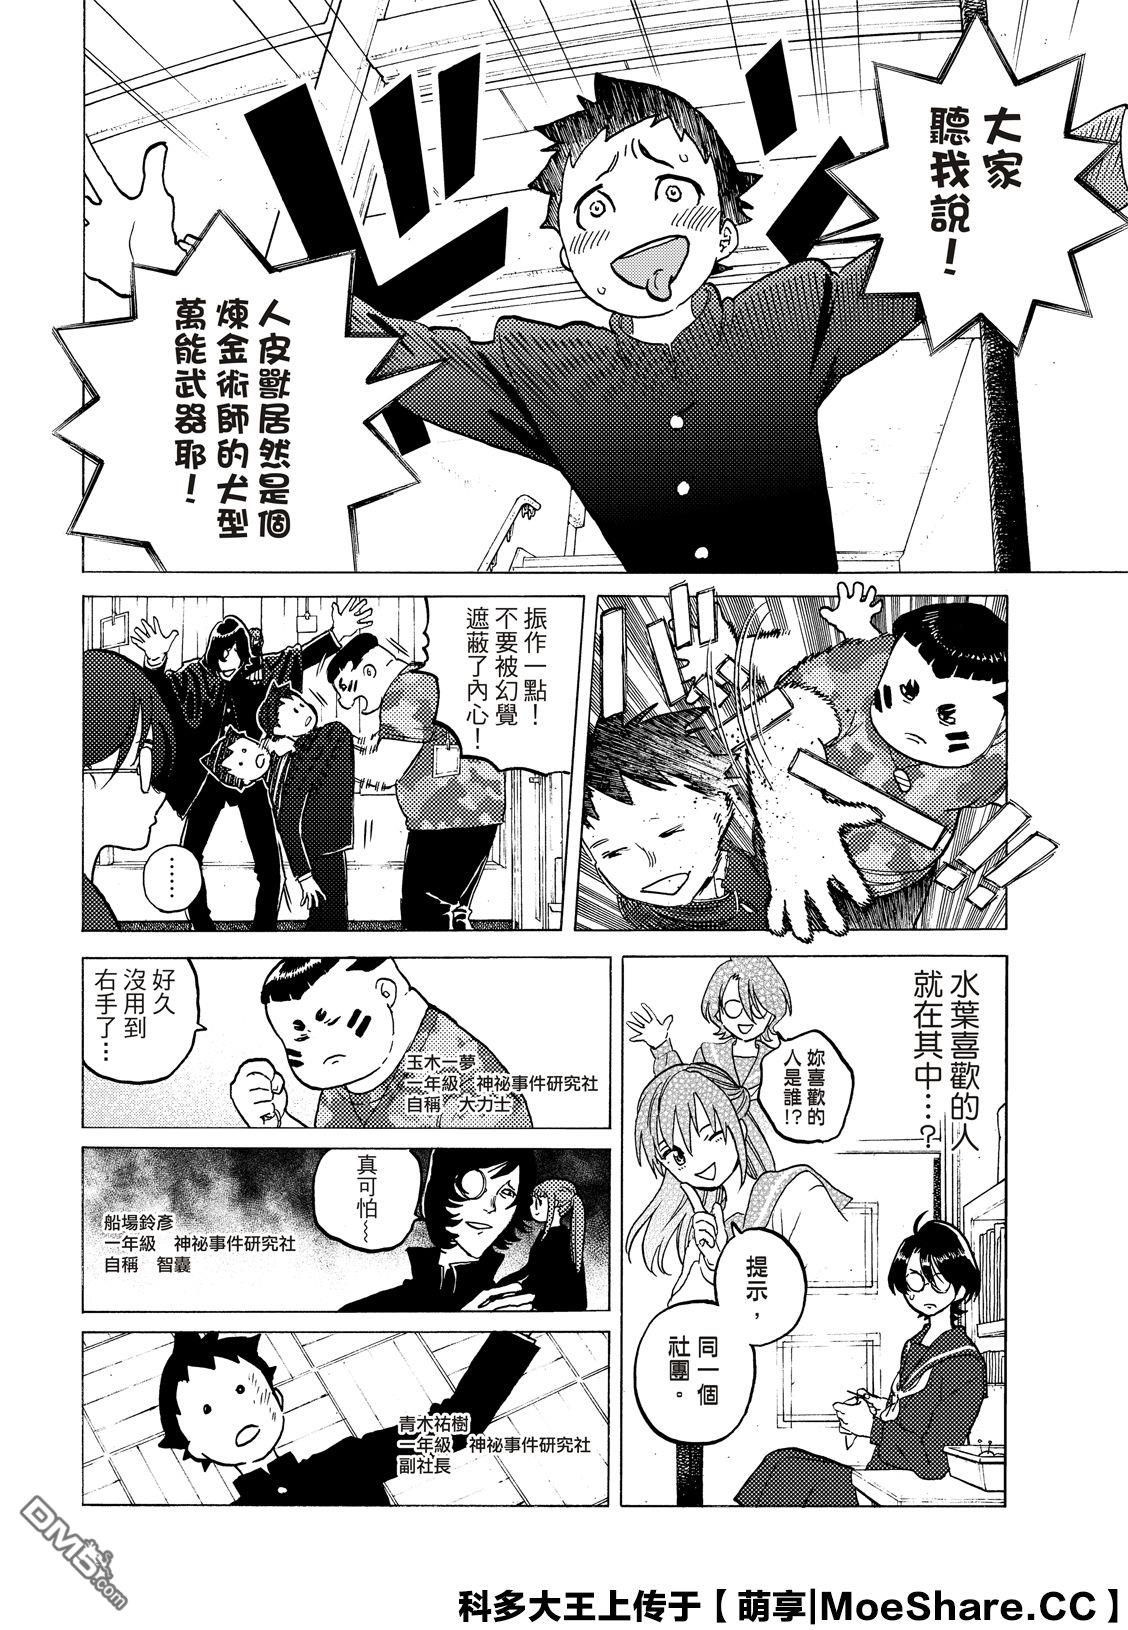 大家
聽我說！
人皮獸居然是個
煉金術師的犬型
萬能武器耶！
振作一點！
不要被幻覺
遮蔽了內心！
……
水葉喜歡的人
就在其中…？
妳喜歡的
人是誰!?
提示，
同一個
社團。
好久
沒用到
右手了…
玉木一夢
一年級　神祕事件研究社
自稱　大力士
真可怕~
船場鈴彥
一年級　神祕事件研究社
自稱　智囊
青木祐樹
一年級　神祕事件研究社
副社長
DM5.com
科多大王上传于【萌享|MoeShare.CC】